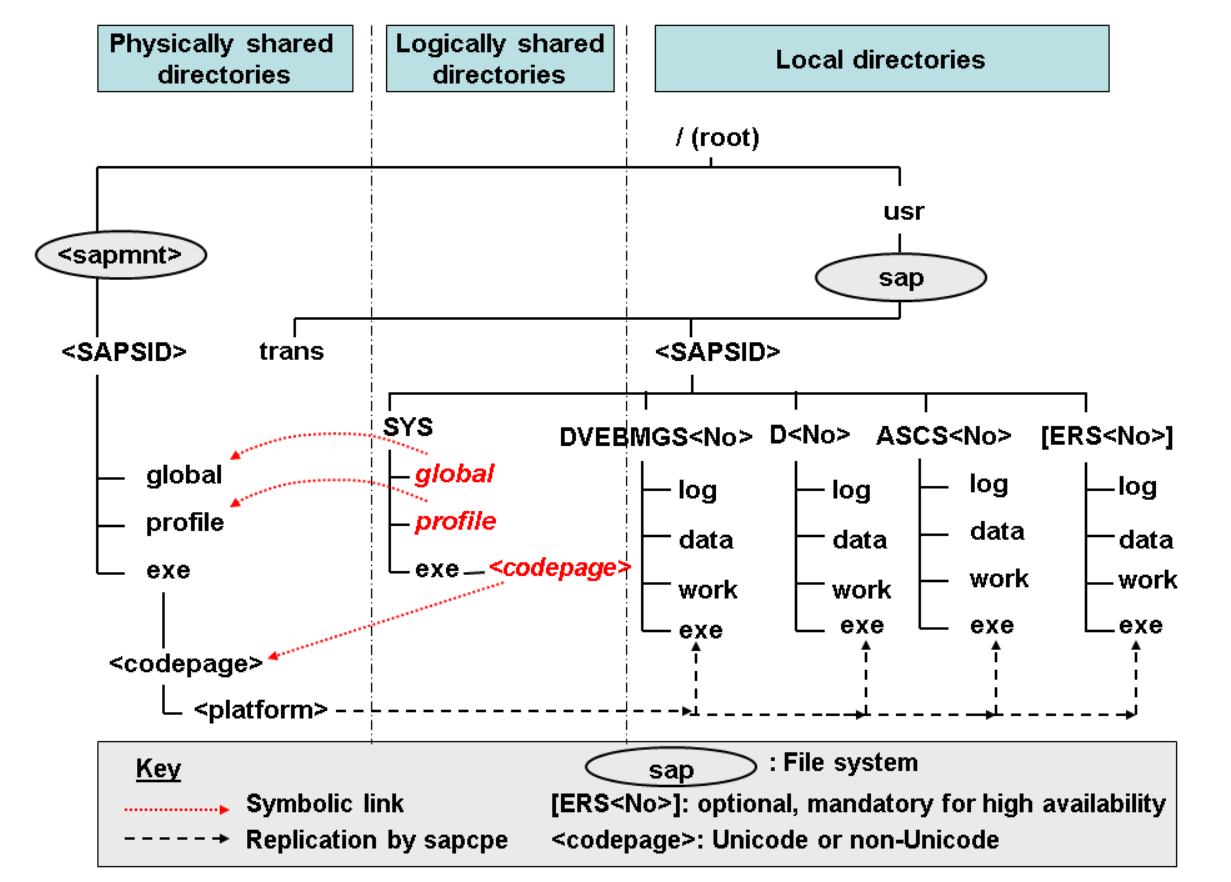 Physically shared
directories
Logically shared
directories
Local directories
/ (root)
usr
<sapmnt>
sap
<SAPSID>
trans
<SAPSID>
SYS
DVEBMGS<No>
D<No>
ASCS<No>
[ERS<No>]
global
profile
exe
global
profile
exe
<codepage>
log
data
work
exe
log
data
work
exe
log
data
work
exe
log
data
work
exe
<codepage>
<platform>
Key
sap
: File system
Symbolic link
[ERS<No>]: optional, mandatory for high availability
Replication by sapcpe
<codepage>: Unicode or non-Unicode